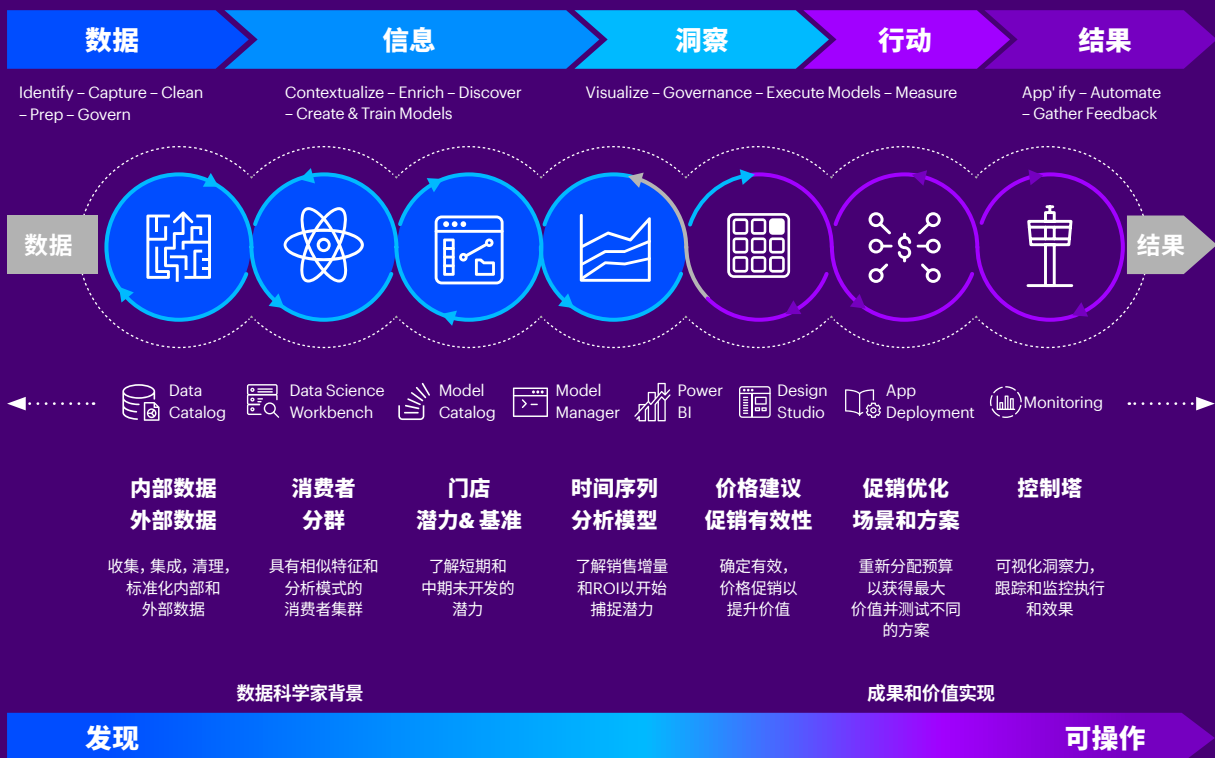 数据
信息
洞察
行动
结果
Identify – Capture – Clean
– Prep – Govern
Contextualize – Enrich – Discover
– Create & Train Models
Visualize – Governance – Execute Models – Measure
App' ify – Automate
– Gather Feedback
数据
$
结果
Data
Catalog
Data Science
Workbench
Model
Catalog
Model
Manager
Power
BI
Design
Studio
App
Deployment
Monitoring
内部数据
外部数据
消费者
分群
门店
潜力& 基准
时间序列
分析模型
价格建议
促销有效性
促销优化
场景和方案
控制塔
收集，集成，清理，
标准化内部和
外部数据
具有相似特征和
分析模式的
消费者集群
了解短期和
中期未开发的
潜力
了解销售增量
和ROI以开始
捕捉潜力
确定有效，
价格促销以
提升价值
重新分配预算
以获得最大
价值并测试不同
的方案
可视化洞察力，
跟踪和监控执行
和效果
数据科学家背景
成果和价值实现
发现
可操作